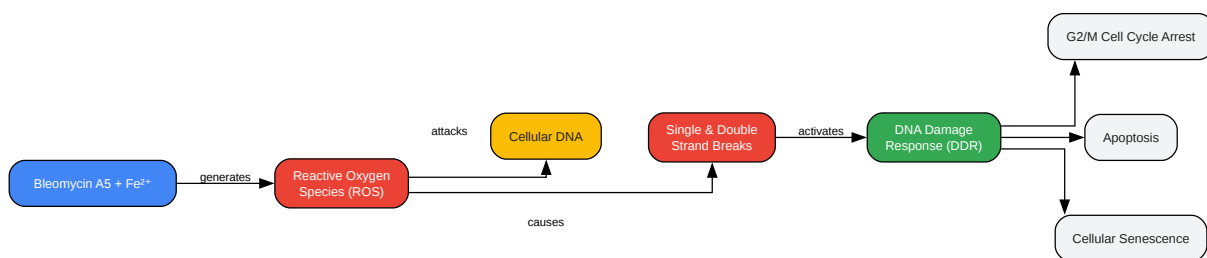 Bleomycin A5 + Fe²⁺
generates
Reactive Oxygen
Species (ROS)
attacks
causes
Cellular DNA
Single & Double
Strand Breaks
activates
DNA Damage
Response (DDR)
G2/M Cell Cycle Arrest
Apoptosis
Cellular Senescence